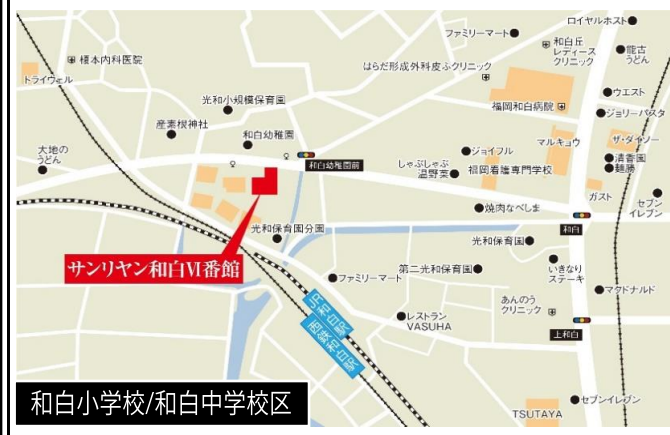 ロイヤルホスト
ファミリーマート
和白丘
レディース
クリニック
龍古
うどん
榎本内科医院
はらだ形成外科皮ふクリニック
トライウェル
ウエスト
光和小規模保育園
福岡和白病院
ジョリーパスタ
産素根神社
和白幼稚園
マルキョウ
ザ・ダイソー
大地の
うどん
和白幼稚園前
しゃぶしゃぶ
温野菜
ジョイフル
福岡看護専門学校
清香園
麺勝
ガスト
セブン
イレブン
焼肉なべしま
和白
光和保育園分園
光和保育園
サンリヤン和白VI番館
ファミリーマート
第二光和保育園
いきなり
ステーキ
マクドナルド
JR和白駅
西鉄和白駅
あんのう
クリニック
レストラン
VASUHA
上和白
和白小学校/和白中学校区
セブンイレブン
TSUTAYA